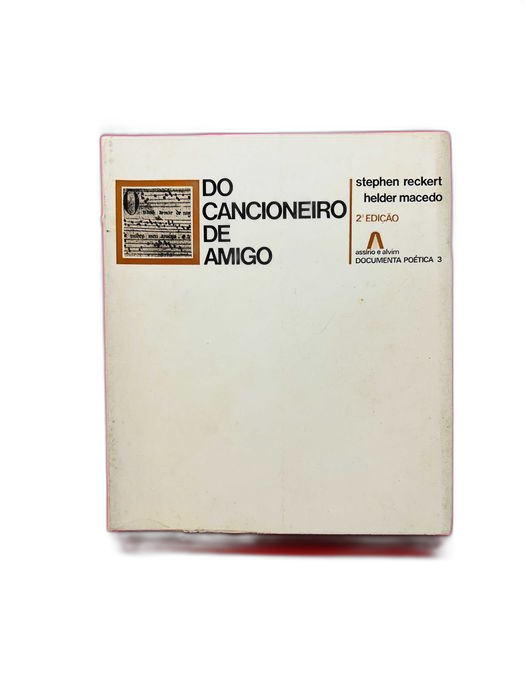 DO
CANCIONEIRO
DE
AMIGO
stephen reckert
helder macedo
2ª EDIÇÃO
assírio e alvim
DOCUMENTA POÉTICA 3